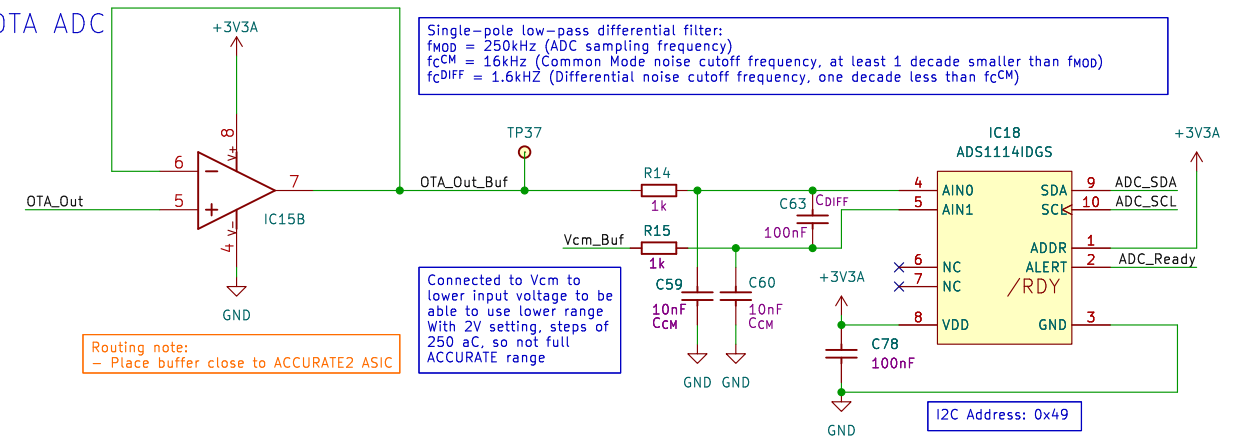 OTA ADC
+3V3A
8
V+
6
5
7
OTA_Out
IC15B
V-
4
GND
Routing note:
- Place buffer close to ACCURATE2 ASIC
Single-pole low-pass differential filter:
fMOD = 250kHz (ADC sampling frequency)
fcCM = 16kHz (Common Mode noise cutoff frequency, at least 1 decade smaller than fMOD)
fcDIFF = 1.6kHZ (Differential noise cutoff frequency, one decade less than fcCM)
TP37
OTA_Out_Buf
R14
1k
Vcm_Buf
R15
1k
C63
CDIFF
100nF
C59
10nF
CCM
C60
10nF
CCM
GND
GND
Connected to Vcm to
lower input voltage to be
able to use lower range
With 2V setting, steps of
250 aC, so not full
ACCURATE range
IC18
ADS1114IDGS
+3V3A
4 AIN0
5 AIN1
6 NC
7 NC
8 VDD
SDA 9 ADC_SDA
SCL 10 ADC_SCL
ADDR 1
ALERT 2 ADC_Ready
/RDY
GND 3
+3V3A
C78
100nF
GND
I2C Address: 0x49